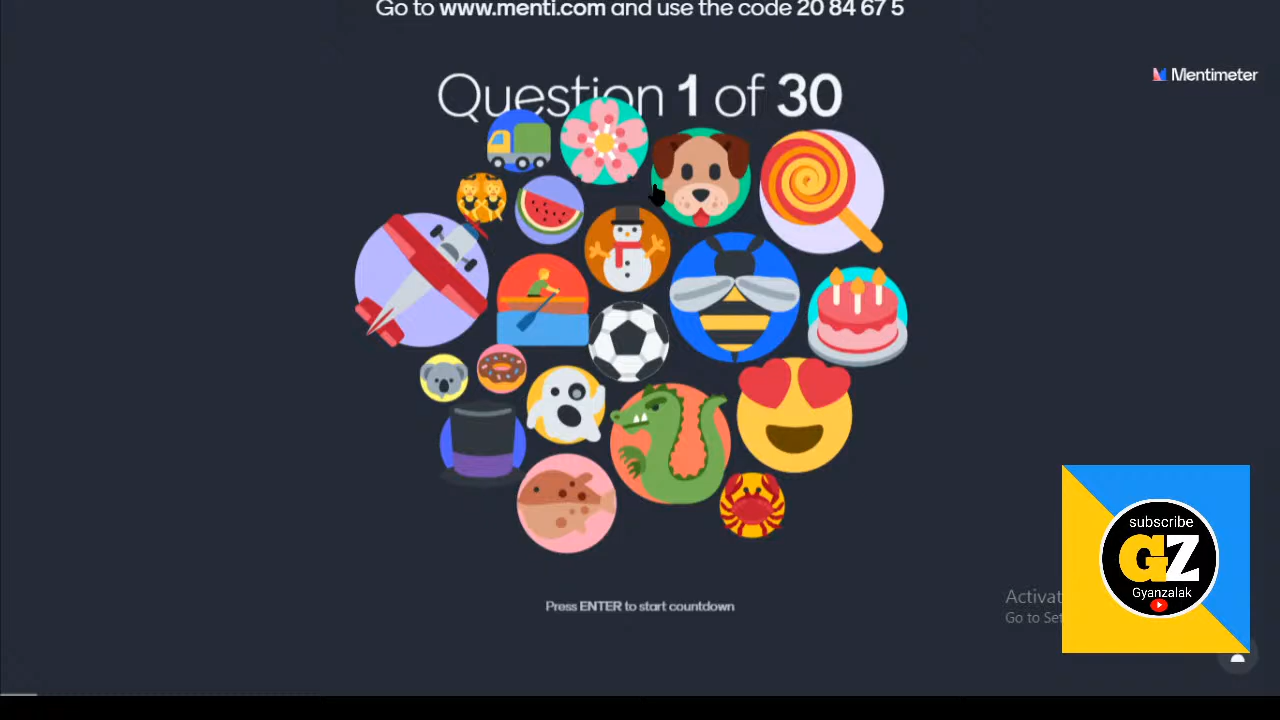 Go to www.menti.com and use the code 20 84 67 5
Mentimeter
Question 1 of 30
Press ENTER to start countdown
Activat
Go to Set
subscribe
GZ
Gyanzalak